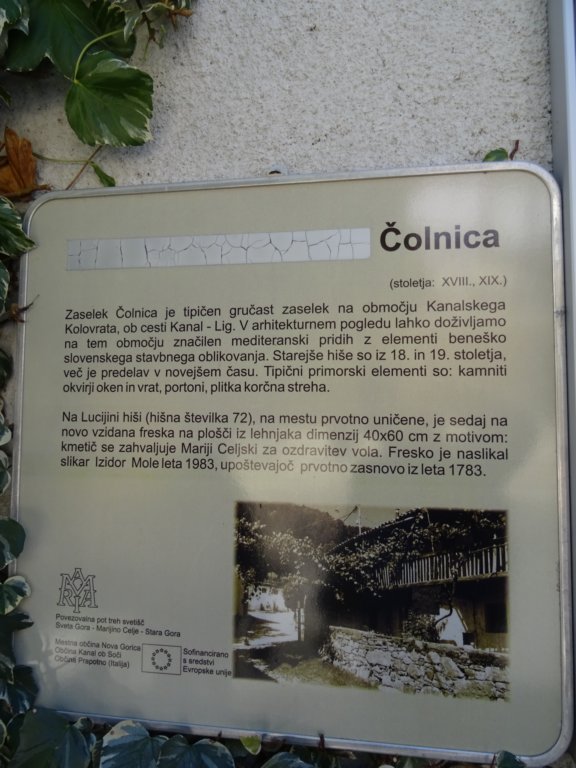 Čolnica
(stoletja: XVIII., XIX.)
Zaselek Čolnica je tipičen gručast zaselek na območju Kanalskega
Kolovrata, ob cesti Kanal - Lig. V arhitekturnem pogledu lahko doživljamo
na tem območju značilen mediteranski pridih z elementi beneško
slovenskega stavbnega oblikovanja. Starejše hiše so iz 18. in 19. stoletja,
več je predelav v novejšem času. Tipični primorski elementi so: kamniti
okvirji oken in vrat, portoni, plitka korčna streha.
Na Lucijini hiši (hišna številka 72), na mestu prvotno uničene, je sedaj na
novo vzidana freska na plošči iz lehnjaka dimenzij 40x60 cm z motivom:
kmetič se zahvaljuje Mariji Celjski za ozdravitev vola. Fresko je naslikal
slikar Izidor Mole leta 1983, upoštevajoč prvotno zasnovo iz leta 1783.
Povezovalna pot treh svetišč
Sveta Gora - Marijino Celje - Stara Gora
Mestna občina Nova Gorica
Občina Kanal ob Soči
Občina Prapotno (Italija)
Sofinancirano
s sredstvi
Evropske unije